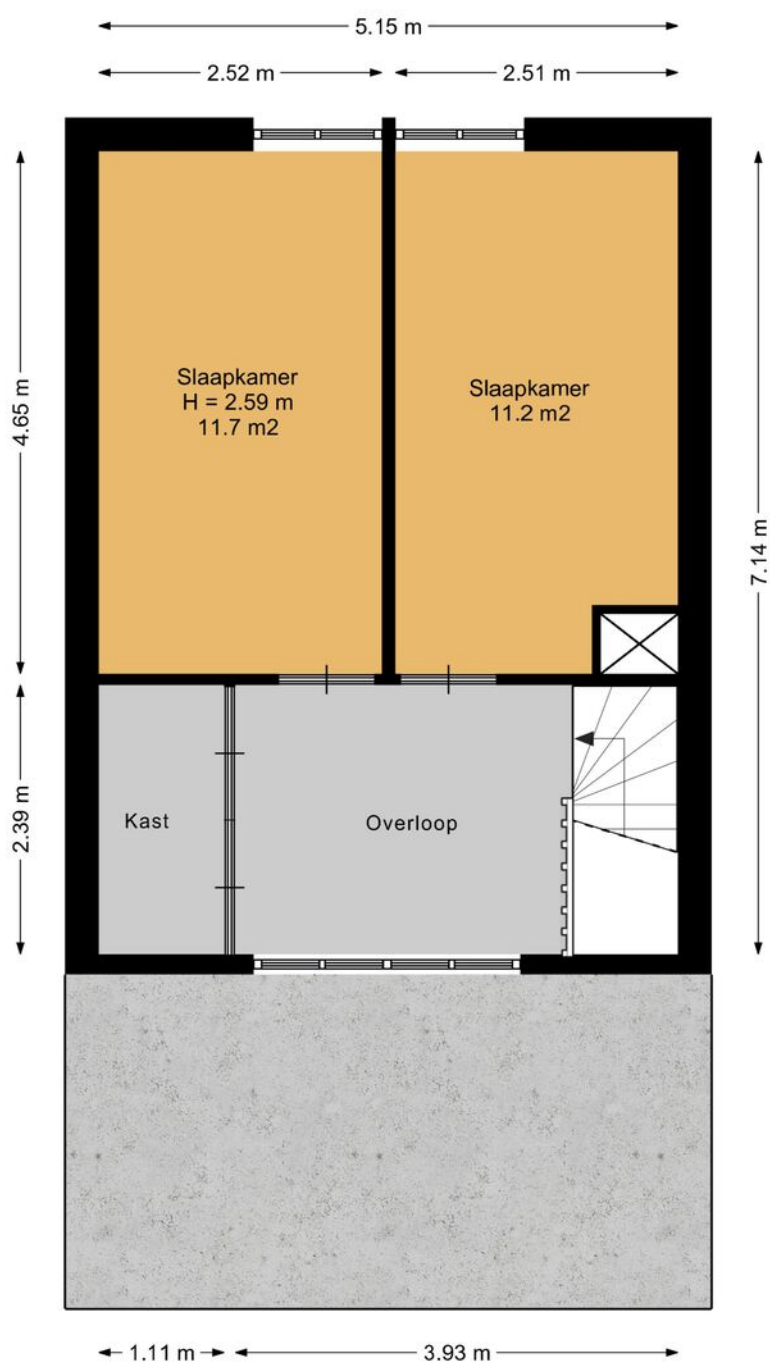 5.15 m
2.52 m
2.51 m
4.65 m
7.14 m
Slaapkamer
H = 2.59 m
11.7 m2
Slaapkamer
11.2 m2
2.39 m
Kast
Overloop
1.11 m
3.93 m